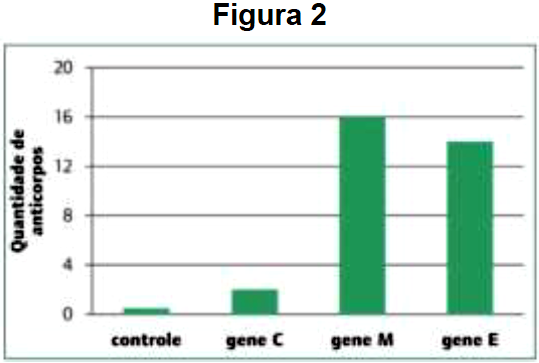 Figura 2
Quantidade de
anticorpos
20
16
12
8
4
0
controle
gene C
gene M
gene E